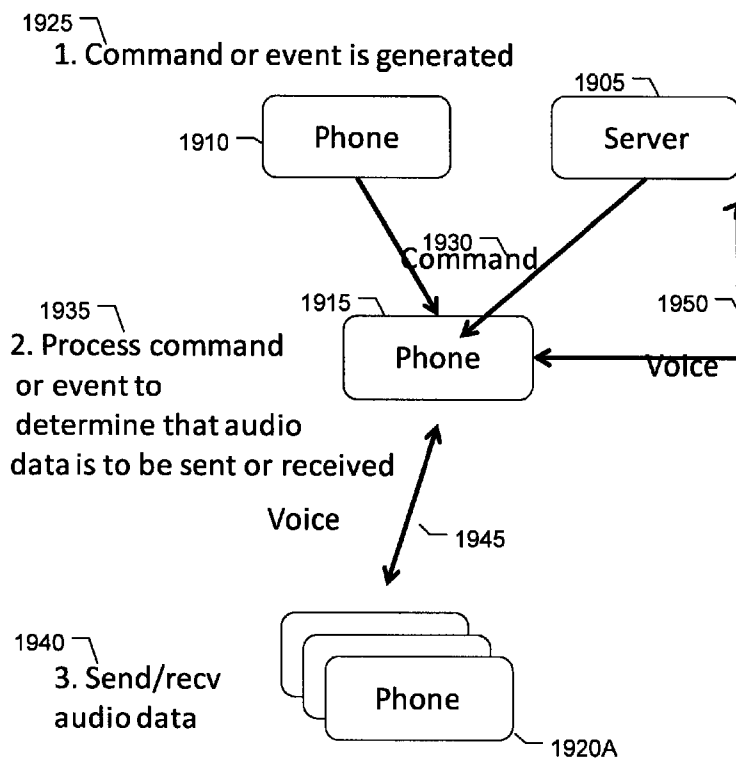 1925
1. Command or event is generated
1905
1910
Phone
Server
1930
Command
1915
1950
1935
2. Process command
or event to
determine that audio
data is to be sent or received
Phone
Voice
Voice
1945
1940
3. Send/recv
audio data
Phone
1920A